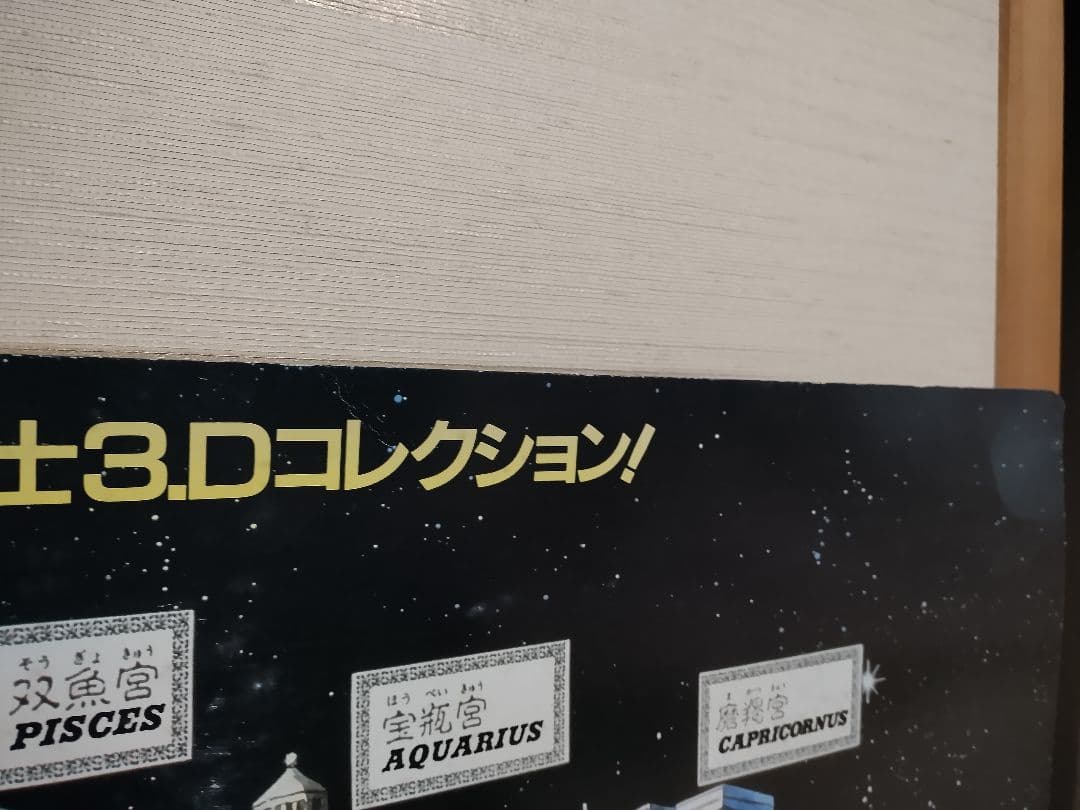 士3.Dコレクション!
そう ぎょ きゅう
双魚宮
PISCES
ほう へい きゅう
宝瓶宮
AQUARIUS
磨羯宮
CAPRICORNUS